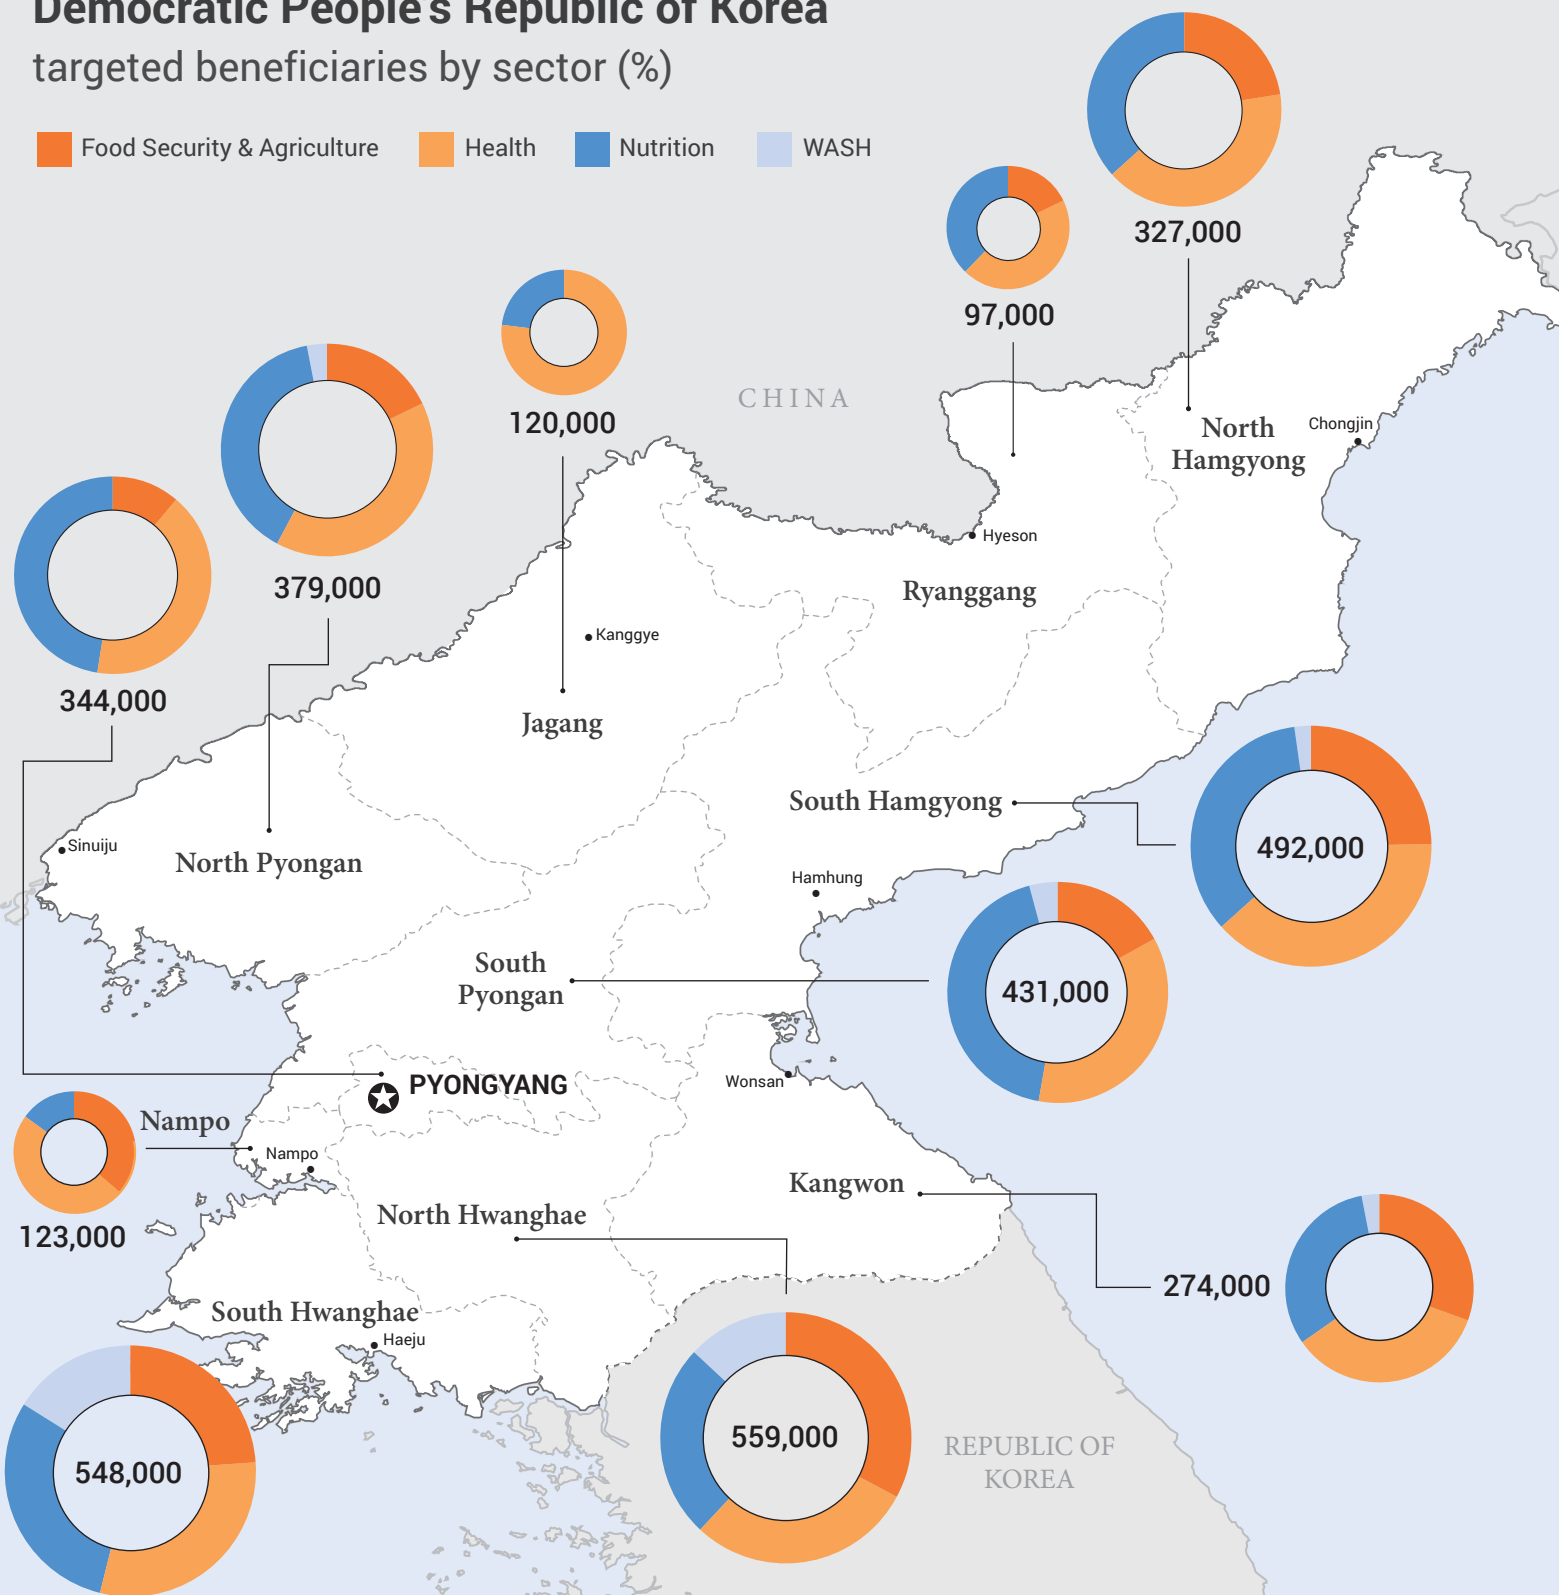 Democratic People's Republic of Korea
targeted beneficiaries by sector (%)
Food Security & Agriculture
Health
Nutrition
WASH
327,000
97,000
120,000
CHINA
North
Hamgyong
Chongjin
379,000
Hyeson
Ryanggang
Kanggye
344,000
Jagang
South Hamgyong
492,000
Sinuiju
North Pyongan
Hamhung
South
Pyongan
431,000
PYONGYANG
Wonsan
Nampo
Nampo
123,000
Kangwon
North Hwanghae
274,000
South Hwanghae
Haeju
559,000
REPUBLIC OF
KOREA
548,000